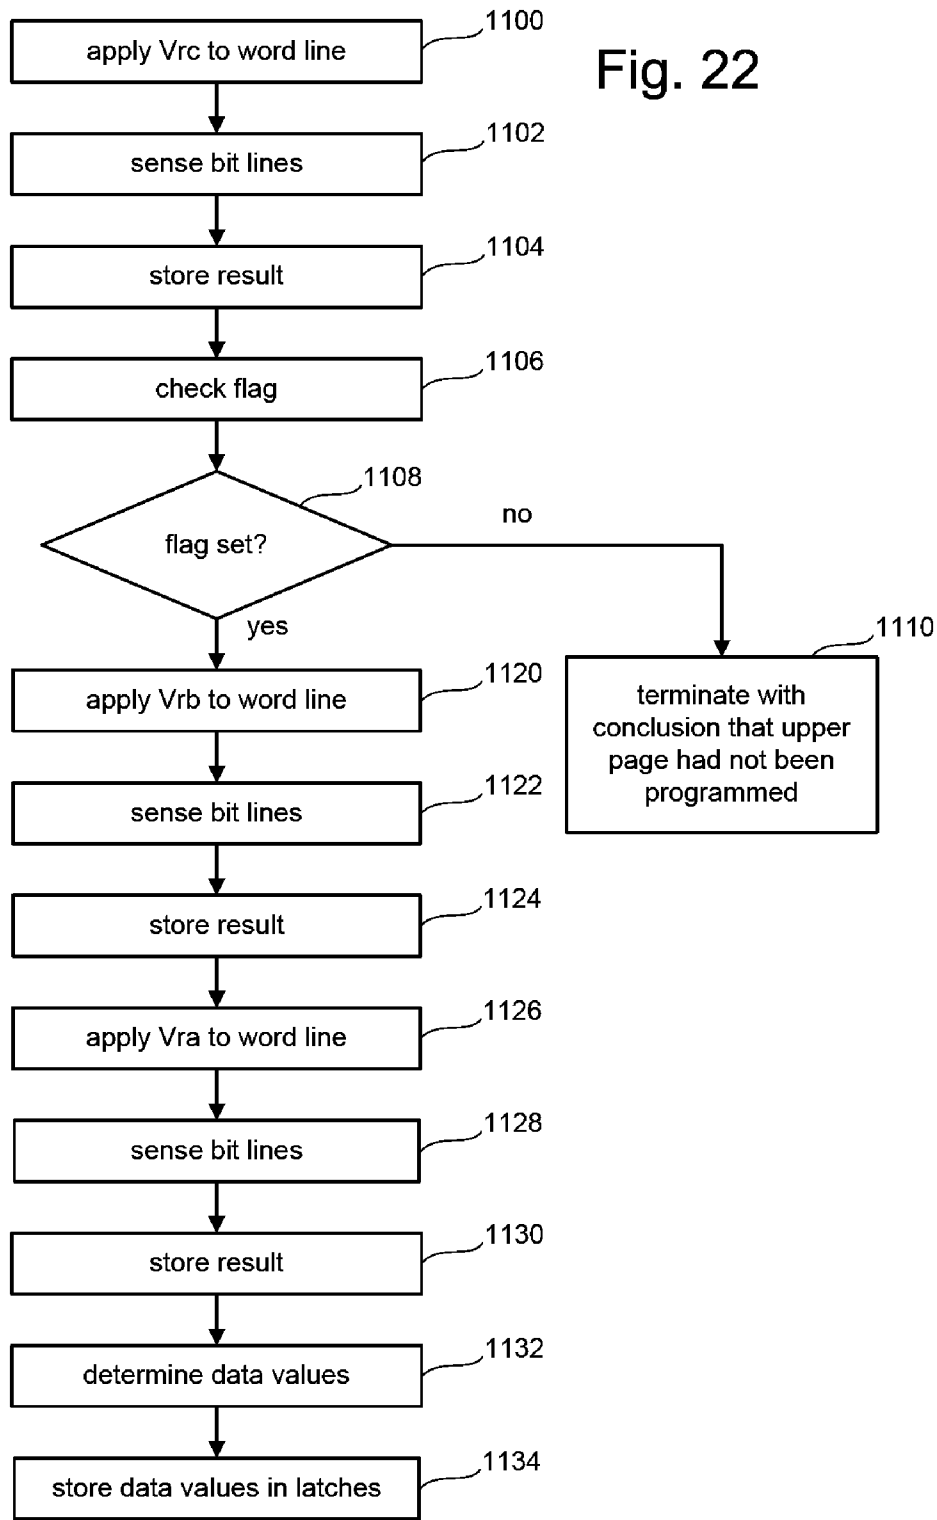 1100
apply Vrc to word line
Fig. 22
1102
sense bit lines
1104
store result
1106
check flag
1108
flag set?
no
yes
1110
terminate with
conclusion that upper
page had not been
programmed
1120
apply Vrb to word line
1122
sense bit lines
1124
store result
1126
apply Vra to word line
1128
sense bit lines
1130
store result
1132
determine data values
1134
store data values in latches